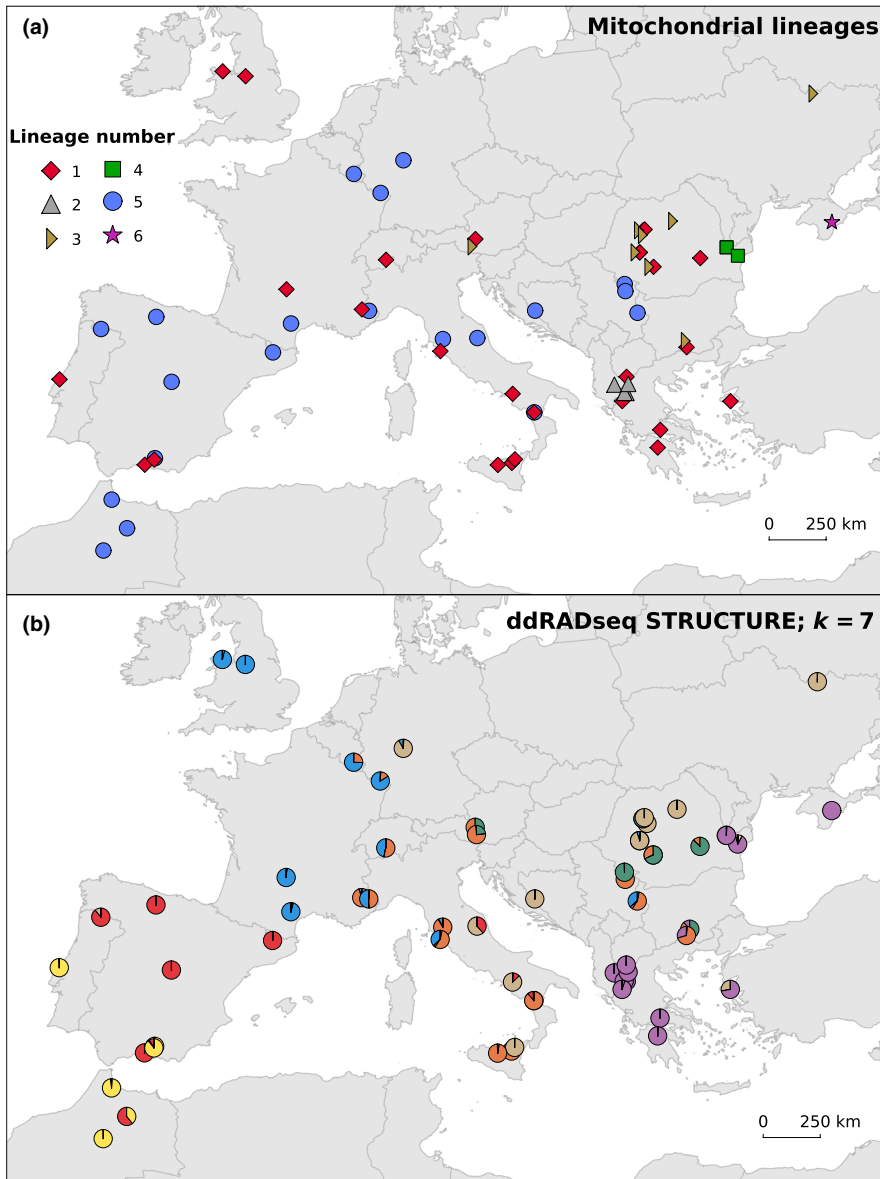 (a)
Mitochondrial lineages
Lineage number
1
4
2
5
3
6
0 250 km
(b)
ddRADseq STRUCTURE; k = 7
0 250 km